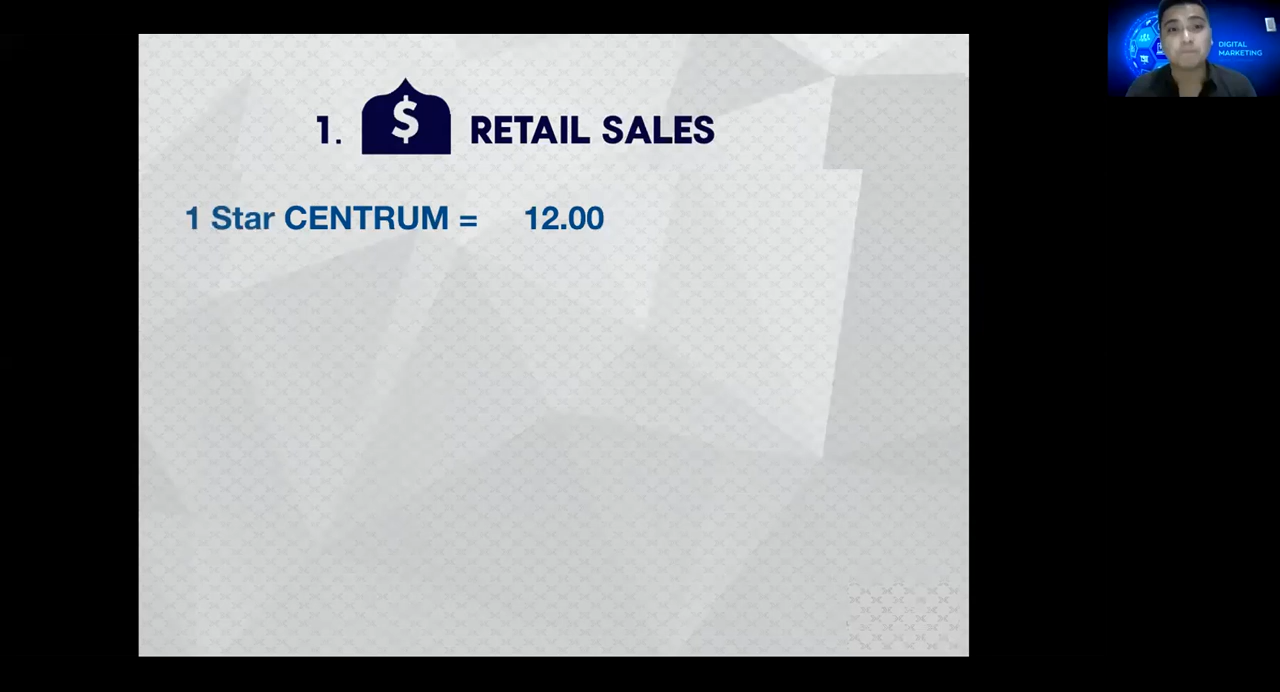 1. $ RETAIL SALES
1 Star CENTRUM = 12.00
DIGITAL
MARKETING